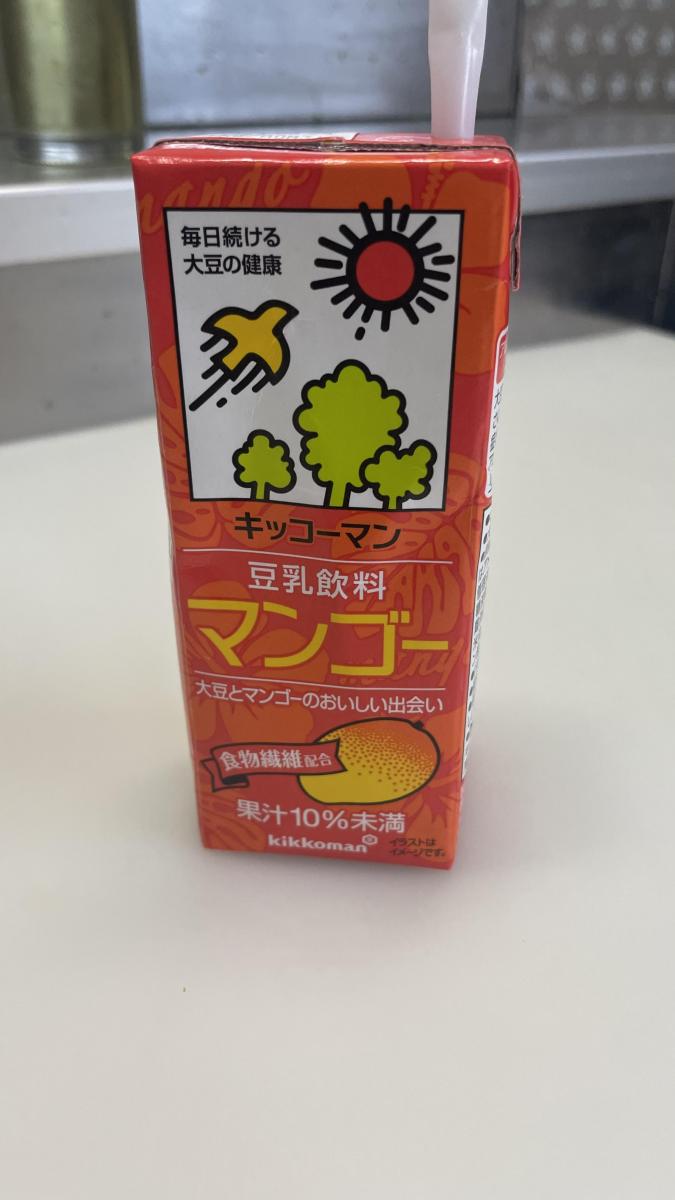 毎日続ける
大豆の健康
キッコーマン
豆乳飲料
マンゴー
大豆とマンゴーのおいしい出会い
食物繊維配合
果汁10%未満
kikkoman
イラストは
イメージです。